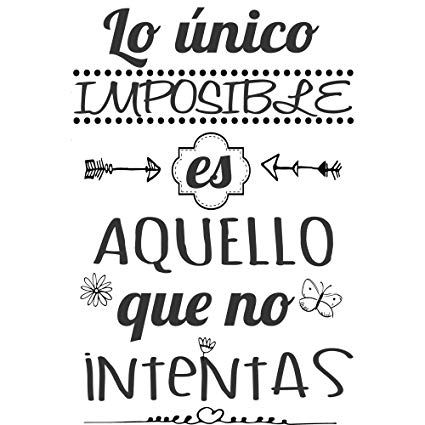 Lo único
IMPOSIBLE
es
AQUELLO
que no
iNteNtAS